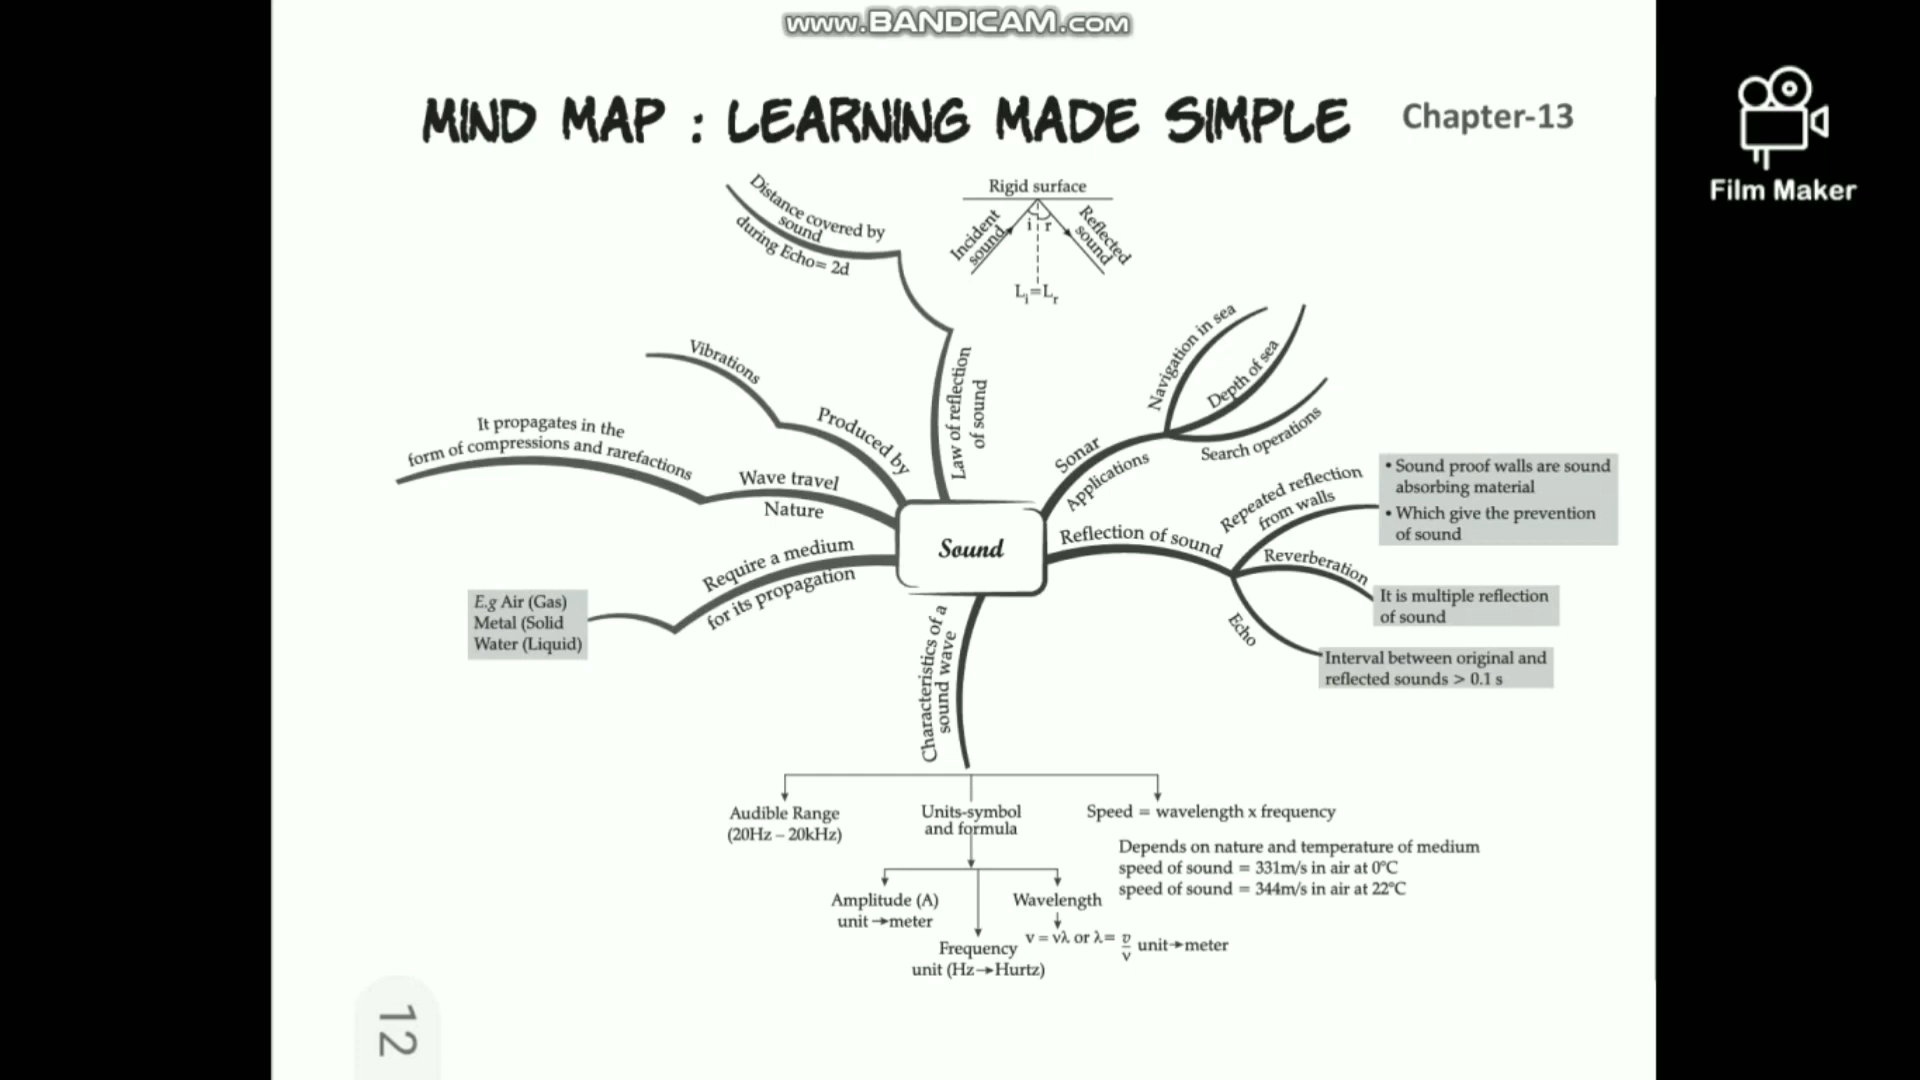 www.BANDICAM.com
MIND MAP : LEARNING MADE SIMPLE
Chapter-13
Film Maker
Distance covered by
sound
during Echo= 2d
Rigid surface
Incident
sound
i r
Reflected
sound
Li=Lr
Law of reflection
of sound
Vibrations
Produced by
It propagates in the
form of compressions and rarefactions
Wave travel
Nature
Require a medium
for its propagation
E.g Air (Gas)
Metal (Solid
Water (Liquid)
Sound
Sonar
Applications
Navigation in sea
Depth of sea
Search operations
Reflection of sound
Repeated reflection
from walls
• Sound proof walls are sound
absorbing material
• Which give the prevention
of sound
Reverberation
It is multiple reflection
of sound
Echo
Interval between original and
reflected sounds > 0.1 s
Characteristics of a
sound wave
Audible Range
(20Hz – 20kHz)
Units-symbol
and formula
Speed = wavelength x frequency
Depends on nature and temperature of medium
speed of sound = 331m/s in air at 0°C
speed of sound = 344m/s in air at 22°C
Amplitude (A)
unit→meter
Frequency
unit (Hz→Hurtz)
Wavelength
v = νλ or λ= v/ν unit→meter
12